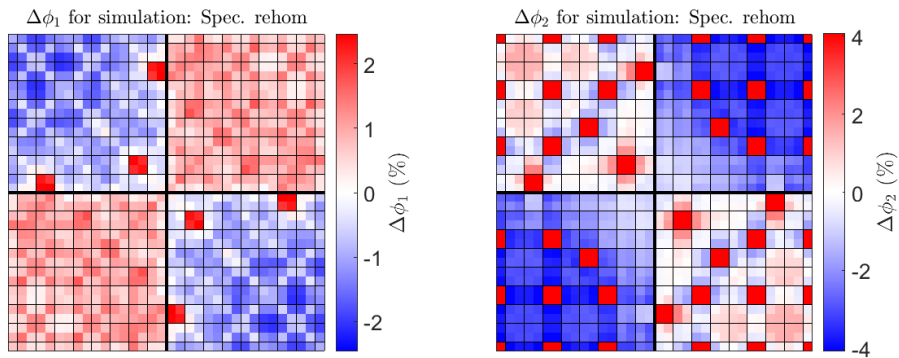 Δϕ₁ for simulation: Spec. rehom
2
1
0
-1
-2
Δϕ₁ (%)
Δϕ₂ for simulation: Spec. rehom
4
2
0
-2
-4
Δϕ₂ (%)